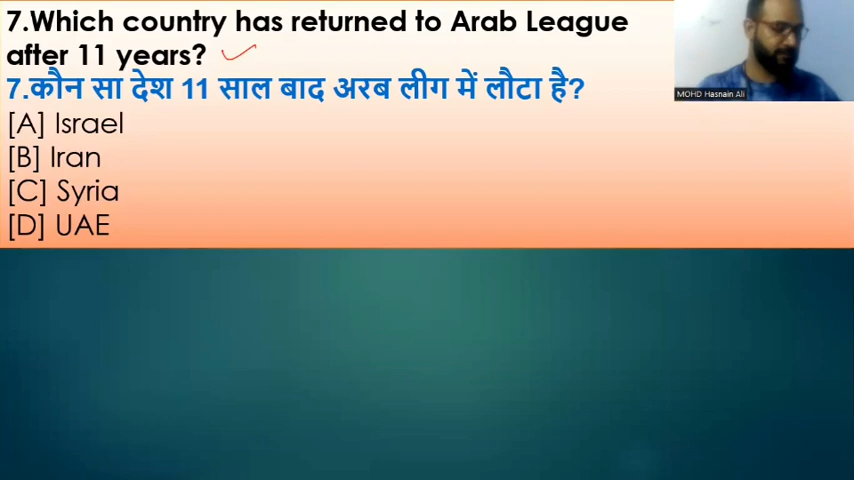 7.Which country has returned to Arab League
after 11 years?
7.कौन सा देश 11 साल बाद अरब लीग में लौटा है?
[A] Israel
[B] Iran
[C] Syria
[D] UAE
MOHD Hasnain Ali